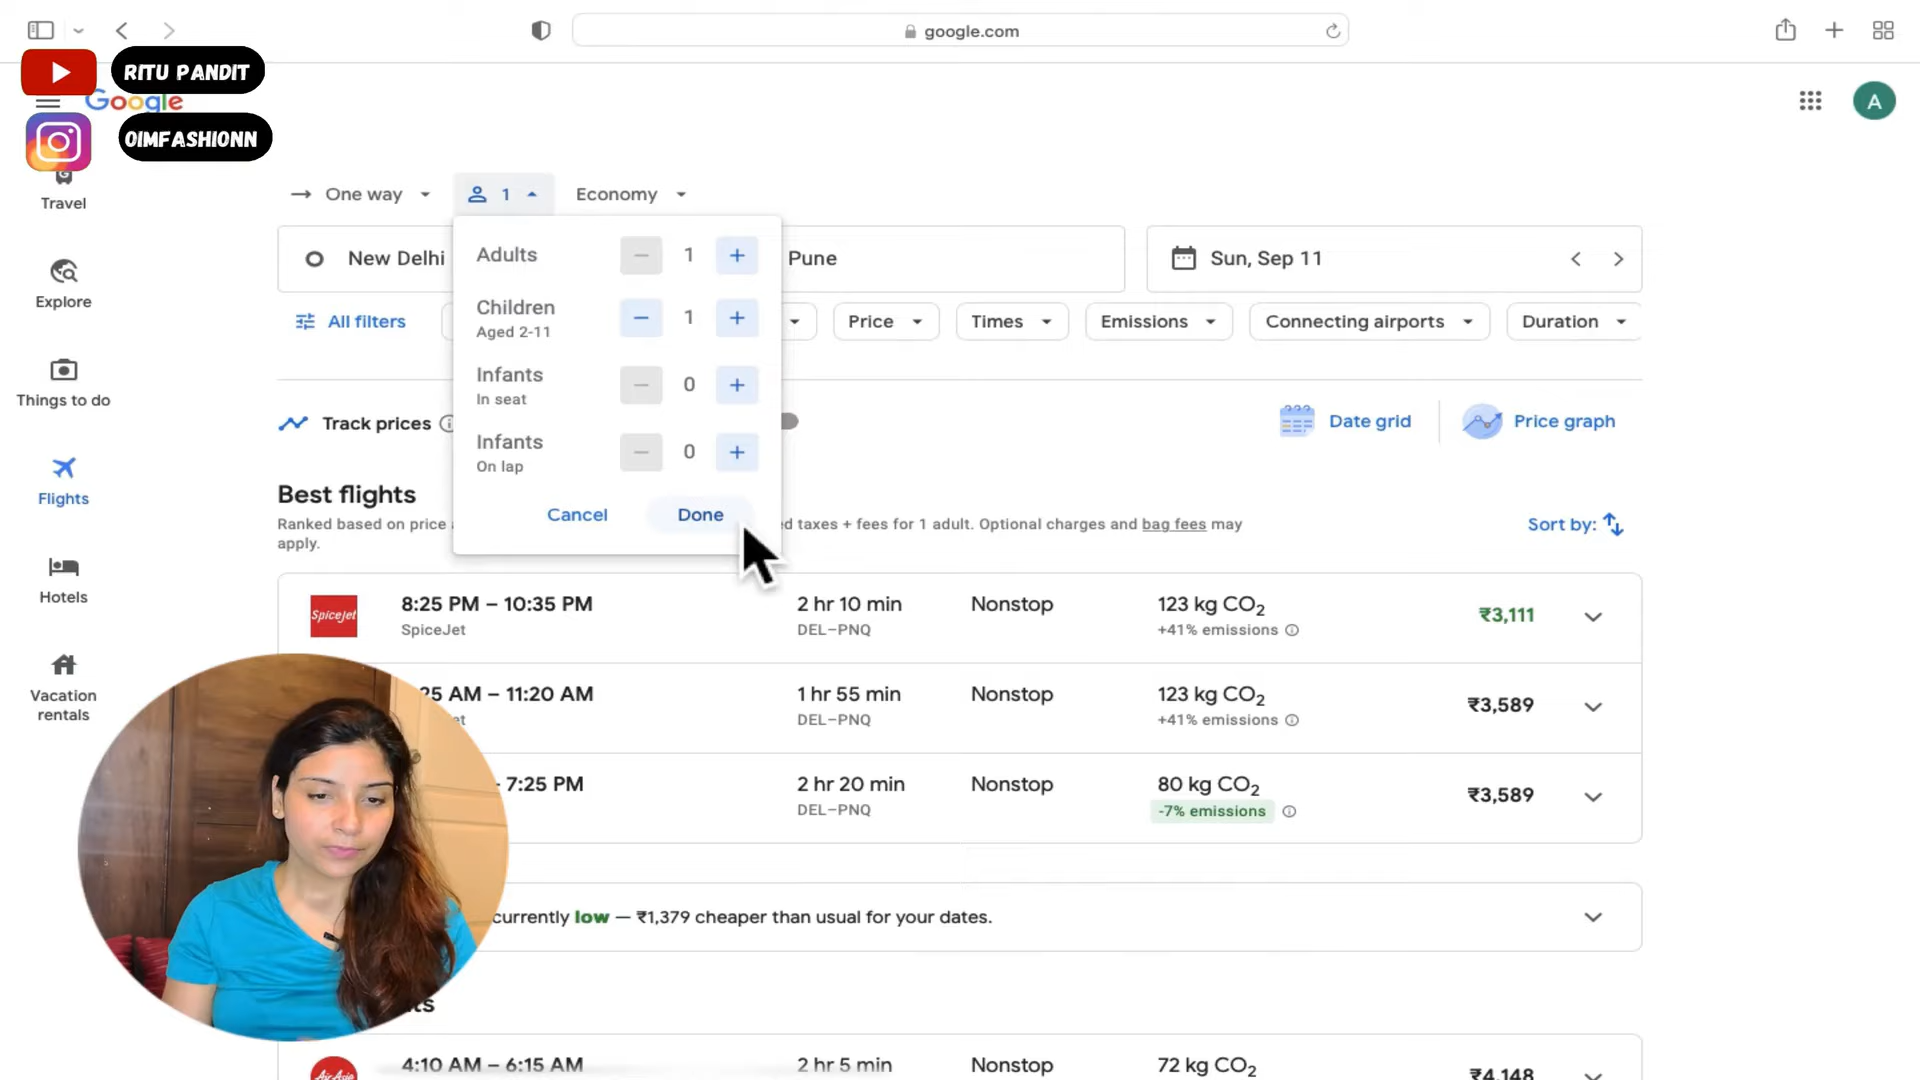 google.com
RITU PANDIT
Google
OIMFASHIONN
A
Travel
Explore
Things to do
Flights
Hotels
Vacation
rentals
One way
1
Economy
New Delhi
Adults
1
Children
Aged 2-11
1
Infants
In seat
0
Infants
On lap
0
Cancel
Done
Pune
Sun, Sep 11
All filters
Price
Times
Emissions
Connecting airports
Duration
Track prices
Date grid
Price graph
Best flights
Ranked based on price
taxes + fees for 1 adult. Optional charges and bag fees may
apply.
Sort by:
SpiceJet
8:25 PM – 10:35 PM
SpiceJet
2 hr 10 min
DEL–PNQ
Nonstop
123 kg CO2
+41% emissions
₹3,111
25 AM – 11:20 AM
1 hr 55 min
DEL–PNQ
Nonstop
123 kg CO2
+41% emissions
₹3,589
- 7:25 PM
2 hr 20 min
DEL–PNQ
Nonstop
80 kg CO2
-7% emissions
₹3,589
currently low — ₹1,379 cheaper than usual for your dates.
AirAsia
4:10 AM – 6:15 AM
2 hr 5 min
Nonstop
72 kg CO2
₹4,148